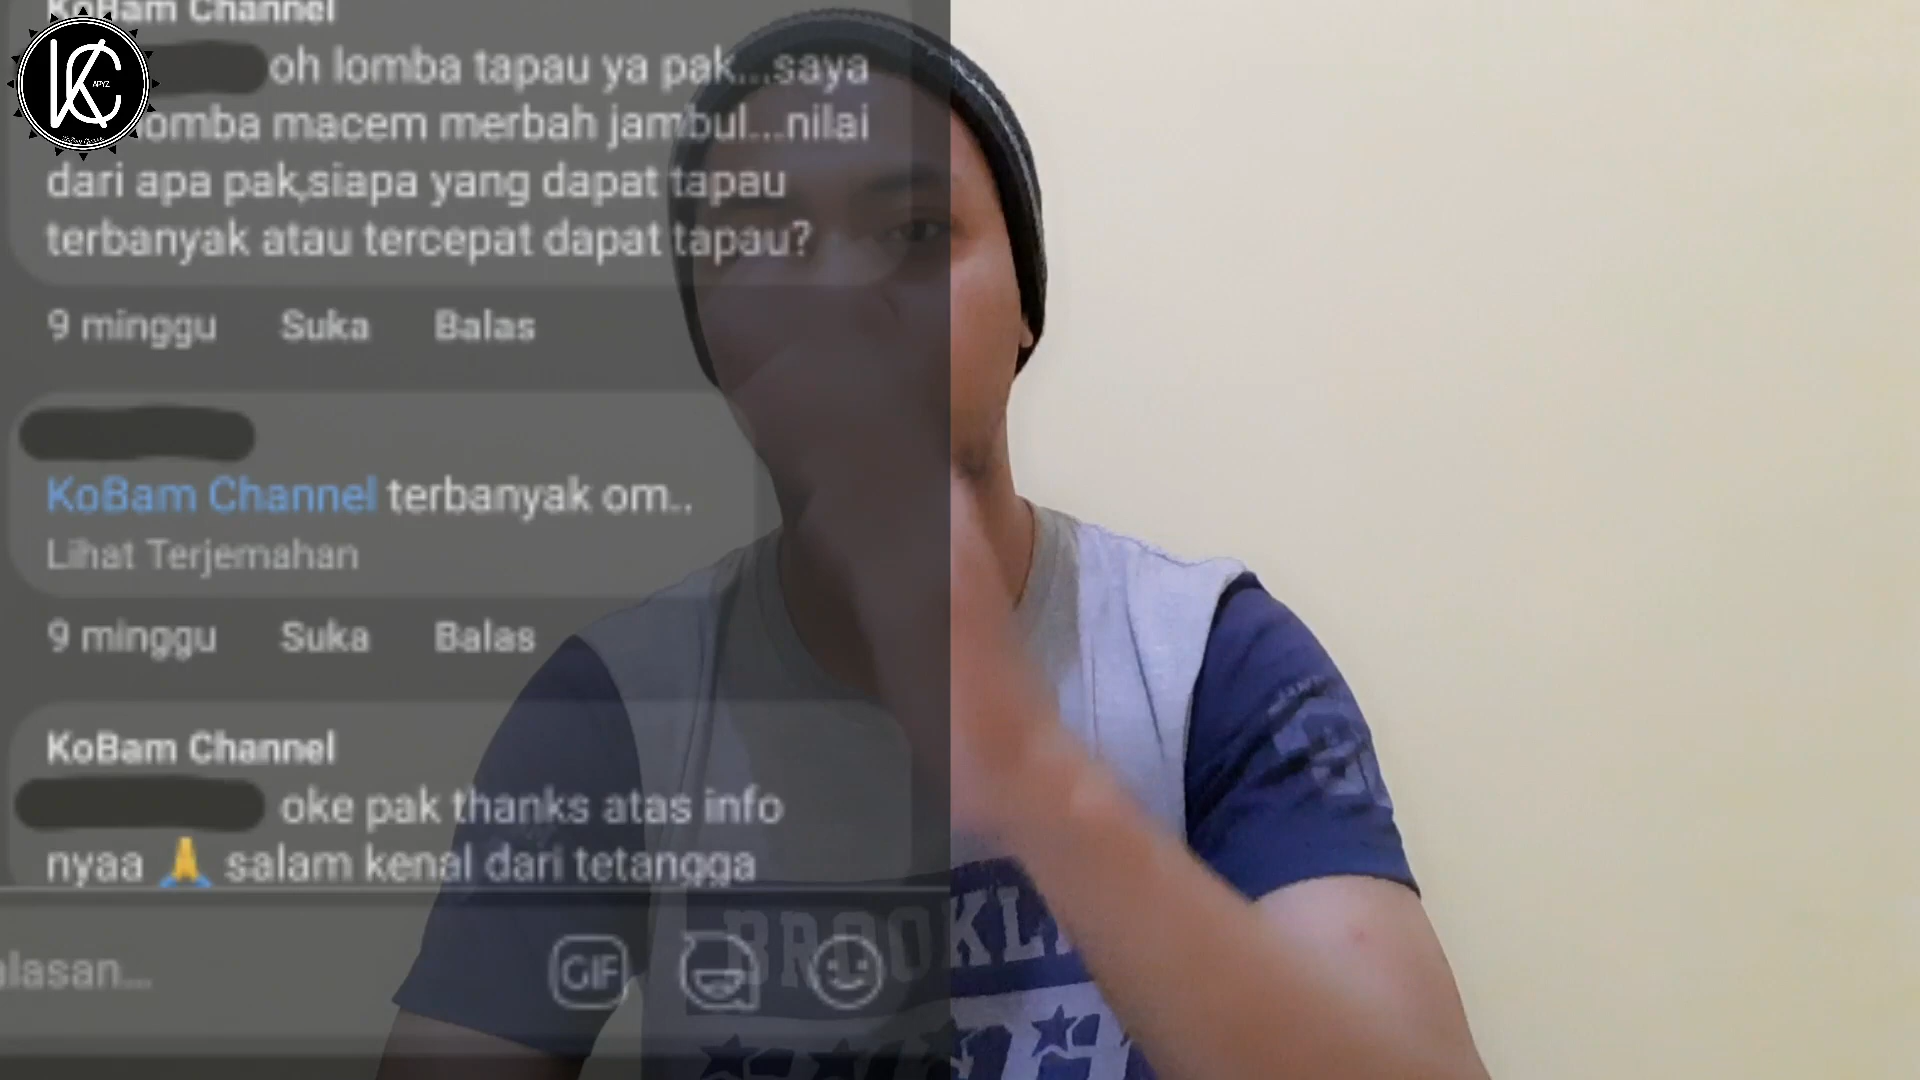 KoBam Channel
oh lomba tapau ya pak...saya
lomba macem merbah jambul...nilai
dari apa pak,siapa yang dapat tapau
terbanyak atau tercepat dapat tapau?
9 minggu Suka Balas
KoBam Channel terbanyak om..
Lihat Terjemahan
9 minggu Suka Balas
KoBam Channel
oke pak thanks atas info
nyaa 🙏 salam kenal dari tetangga
alasan...
GIF
KC
BROOKL